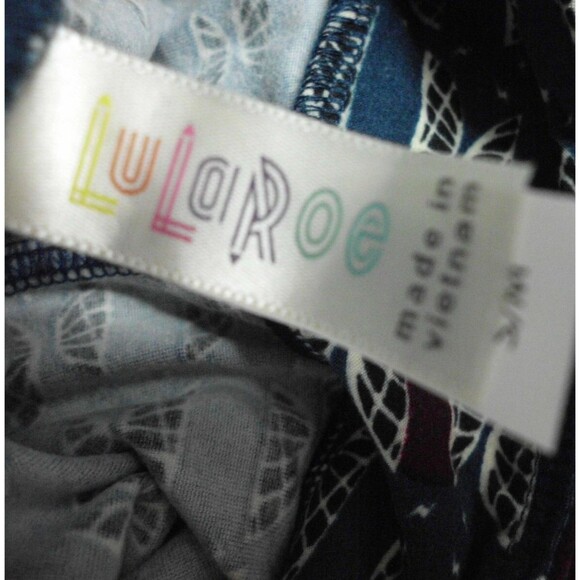 LuLaRoe
made in
vietnam
S/M